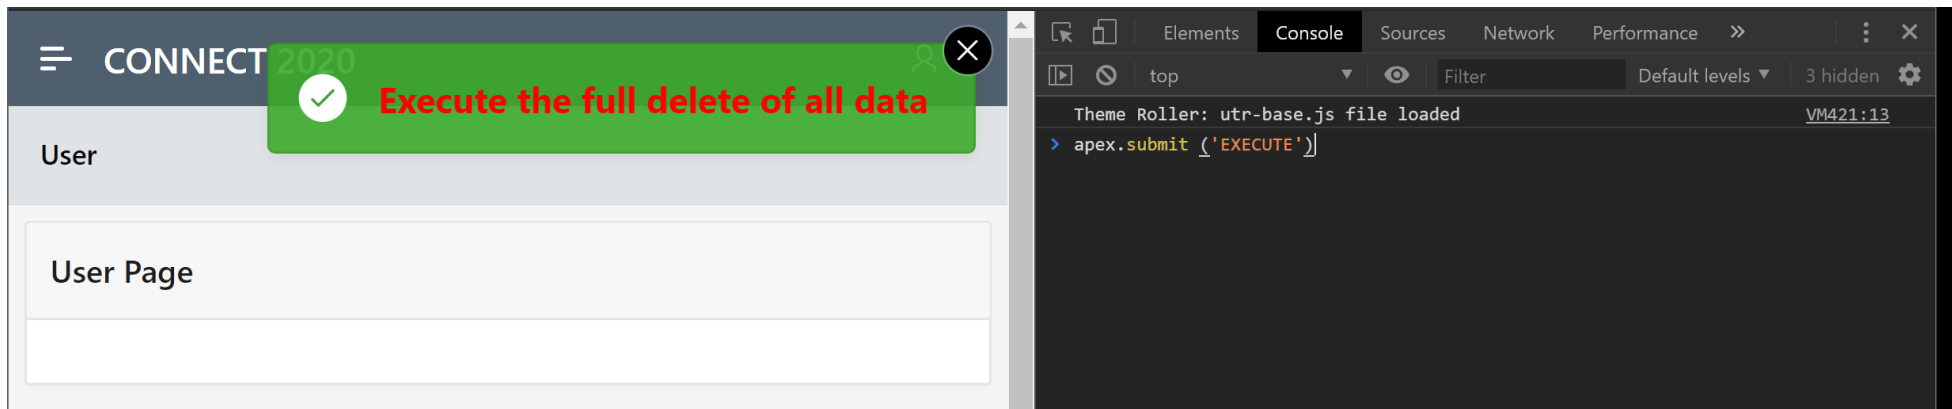 CONNECT 2020
Execute the full delete of all data
User
User Page
Elements Console Sources Network Performance »
top Filter Default levels 3 hidden
Theme Roller: utr-base.js file loaded VM421:13
> apex.submit ('EXECUTE')